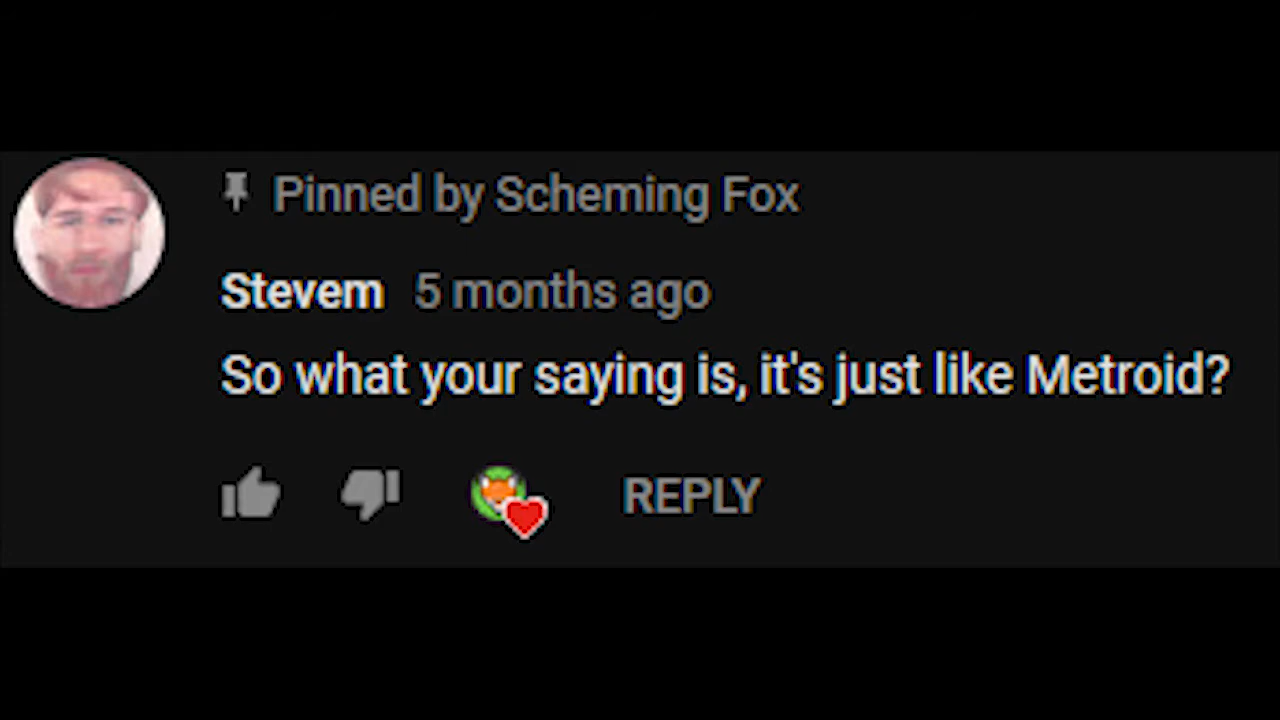 Pinned by Scheming Fox
Stevem 5 months ago
So what your saying is, it's just like Metroid?
REPLY